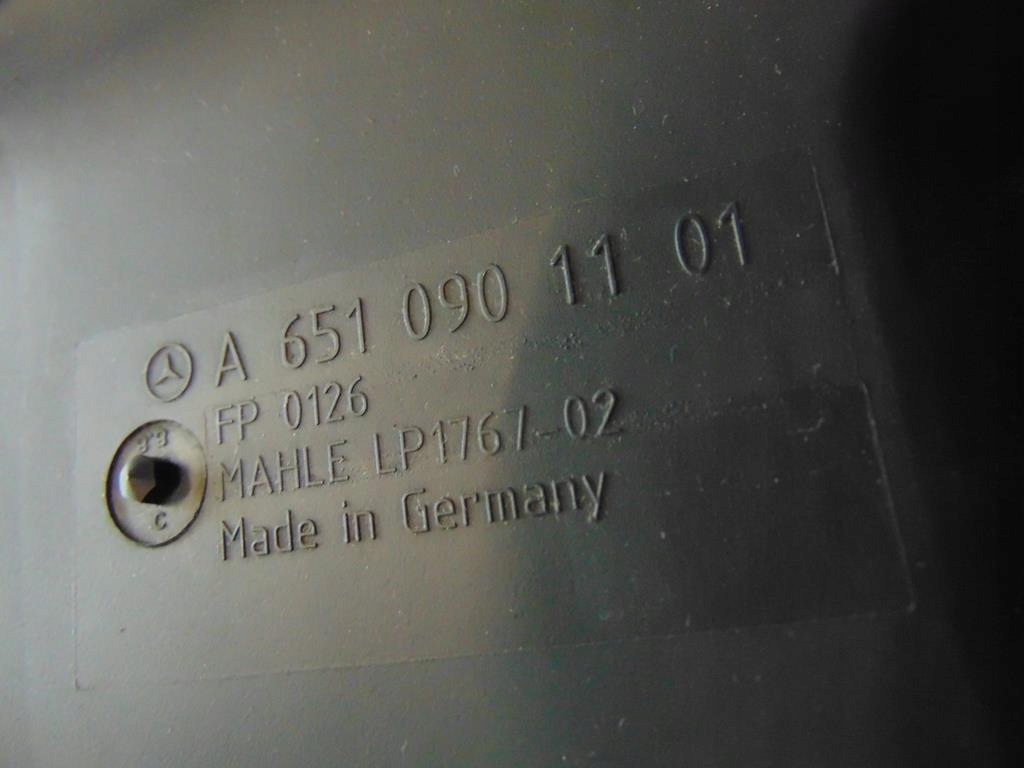 A 651 090 11 01
FP 0126
MAHLE LP1767-02
Made in Germany
C